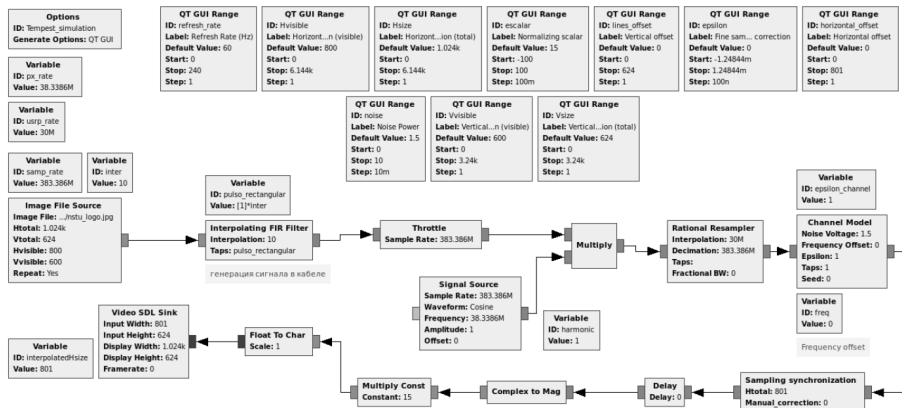 Options
ID: Tempest_simulation
Generate Options: QT GUI
Variable
ID: px_rate
Value: 38.3386M
Variable
ID: usrp_rate
Value: 30M
Variable
ID: samp_rate
Value: 383.386M
Variable
ID: inter
Value: 10
QT GUI Range
ID: refresh_rate
Label: Refresh Rate (Hz)
Default Value: 60
Start: 0
Stop: 240
Step: 1
QT GUI Range
ID: Hvisible
Label: Horizont...n (visible)
Default Value: 800
Start: 0
Stop: 6.144k
Step: 1
QT GUI Range
ID: Hsize
Label: Horizont...ion (total)
Default Value: 1.024k
Start: 0
Stop: 6.144k
Step: 1
QT GUI Range
ID: escalar
Label: Normalizing scalar
Default Value: 15
Start: -100
Stop: 100
Step: 100m
QT GUI Range
ID: lines_offset
Label: Vertical offset
Default Value: 0
Start: 0
Stop: 624
Step: 1
QT GUI Range
ID: epsilon
Label: Fine sam... correction
Default Value: 0
Start: -1.24844m
Stop: 1.24844m
Step: 100n
QT GUI Range
ID: horizontal_offset
Label: Horizontal offset
Default Value: 0
Start: 0
Stop: 801
Step: 1
QT GUI Range
ID: noise
Label: Noise Power
Default Value: 1.5
Start: 0
Stop: 10
Step: 10m
QT GUI Range
ID: Vvisible
Label: Vertical...n (visible)
Default Value: 600
Start: 0
Stop: 3.24k
Step: 1
QT GUI Range
ID: Vsize
Label: Vertical...ion (total)
Default Value: 624
Start: 0
Stop: 3.24k
Step: 1
Image File Source
Image File: .../nstu_logo.jpg
Htotal: 1.024k
Vtotal: 624
Hvisible: 800
Vvisible: 600
Repeat: Yes
Variable
ID: pulso_rectangular
Value: [1]*inter
Interpolating FIR Filter
Interpolation: 10
Taps: pulso_rectangular
генерация сигнала в кабеле
Throttle
Sample Rate: 383.386M
Signal Source
Sample Rate: 383.386M
Waveform: Cosine
Frequency: 38.3386M
Amplitude: 1
Offset: 0
Multiply
Variable
ID: harmonic
Value: 1
Rational Resampler
Interpolation: 30M
Decimation: 383.386M
Taps:
Fractional BW: 0
Variable
ID: epsilon_channel
Value: 1
Channel Model
Noise Voltage: 1.5
Frequency Offset: 0
Epsilon: 1
Taps: 1
Seed: 0
Variable
ID: freq
Value: 0
Frequency offset
Variable
ID: interpolatedHsize
Value: 801
Video SDL Sink
Input Width: 801
Input Height: 624
Display Width: 1.024k
Display Height: 624
Framerate: 0
Float To Char
Scale: 1
Multiply Const
Constant: 15
Complex to Mag
Delay
Delay: 0
Sampling synchronization
Htotal: 801
Manual_correction: 0